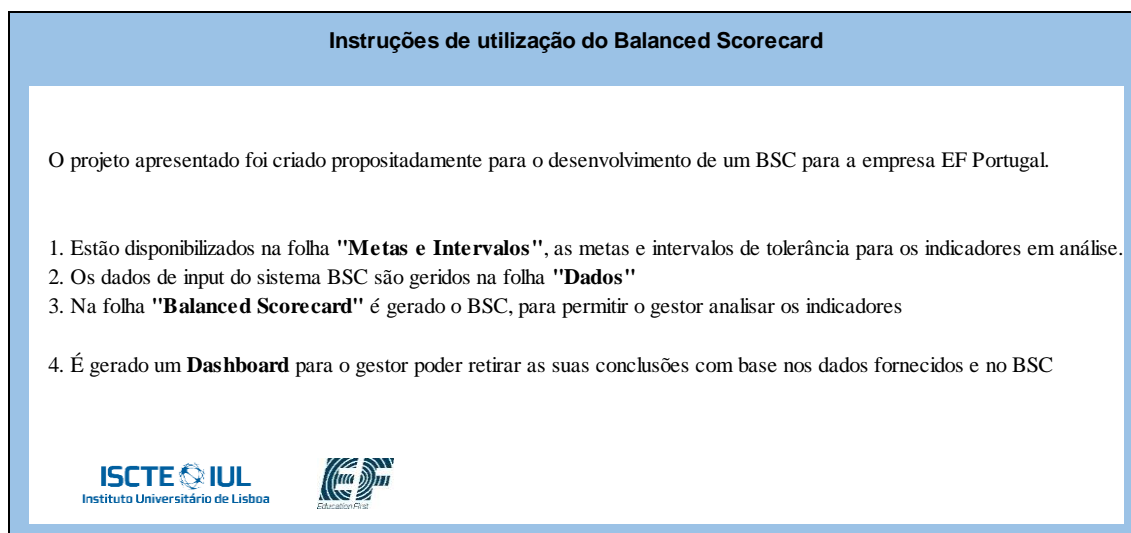 Instruções de utilização do Balanced Scorecard
O projeto apresentado foi criado propositadamente para o desenvolvimento de um BSC para a empresa EF Portugal.
1. Estão disponibilizados na folha "Metas e Intervalos", as metas e intervalos de tolerância para os indicadores em análise.
2. Os dados de input do sistema BSC são geridos na folha "Dados"
3. Na folha "Balanced Scorecard" é gerado o BSC, para permitir o gestor analisar os indicadores
4. É gerado um Dashboard para o gestor poder retirar as suas conclusões com base nos dados fornecidos e no BSC
ISCTE IUL
Instituto Universitário de Lisboa
EF
Education First